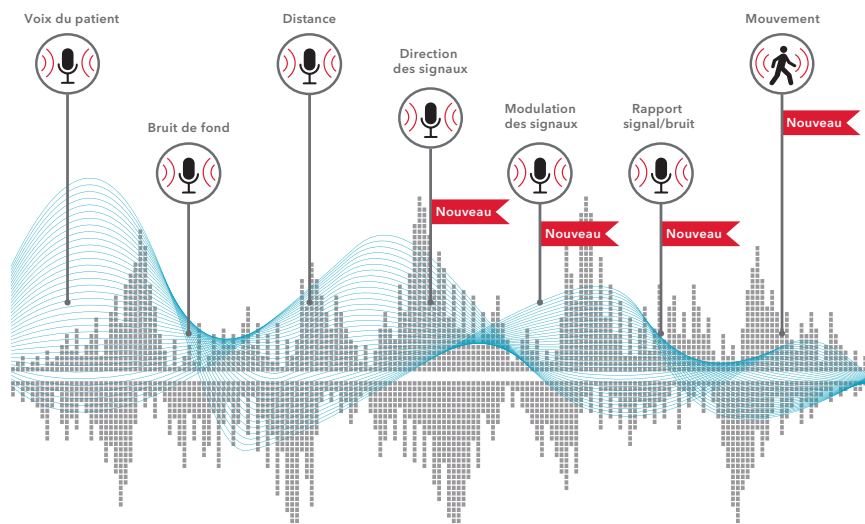 Voix du patient
Bruit de fond
Distance
Direction
des signaux
Nouveau
Modulation
des signaux
Nouveau
Rapport
signal/bruit
Nouveau
Mouvement
Nouveau